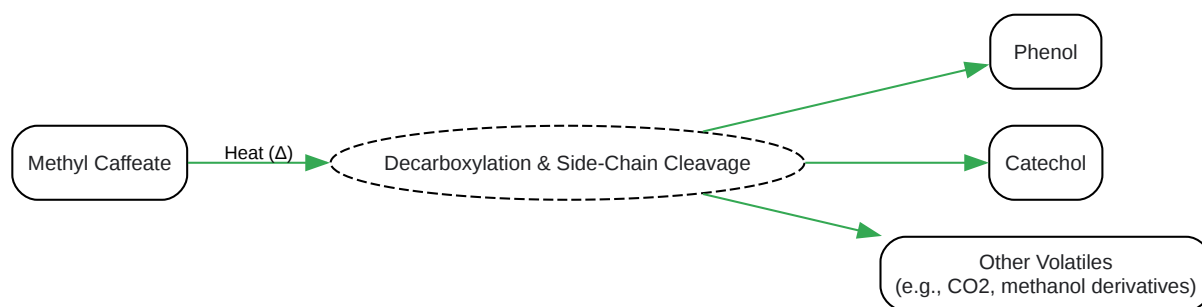 Phenol
Methyl Caffeate
Heat (Δ)
Decarboxylation & Side-Chain Cleavage
Catechol
Other Volatiles
(e.g., CO2, methanol derivatives)